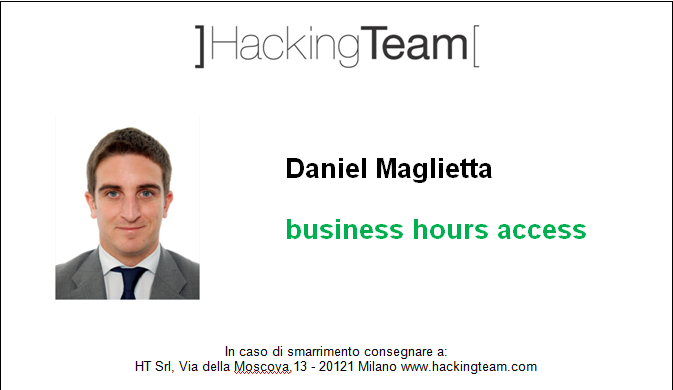 ]HackingTeam[
Daniel Maglietta
business hours access
In caso di smarrimento consegnare a:
HT Srl, Via della Moscova,13 - 20121 Milano www.hackingteam.com